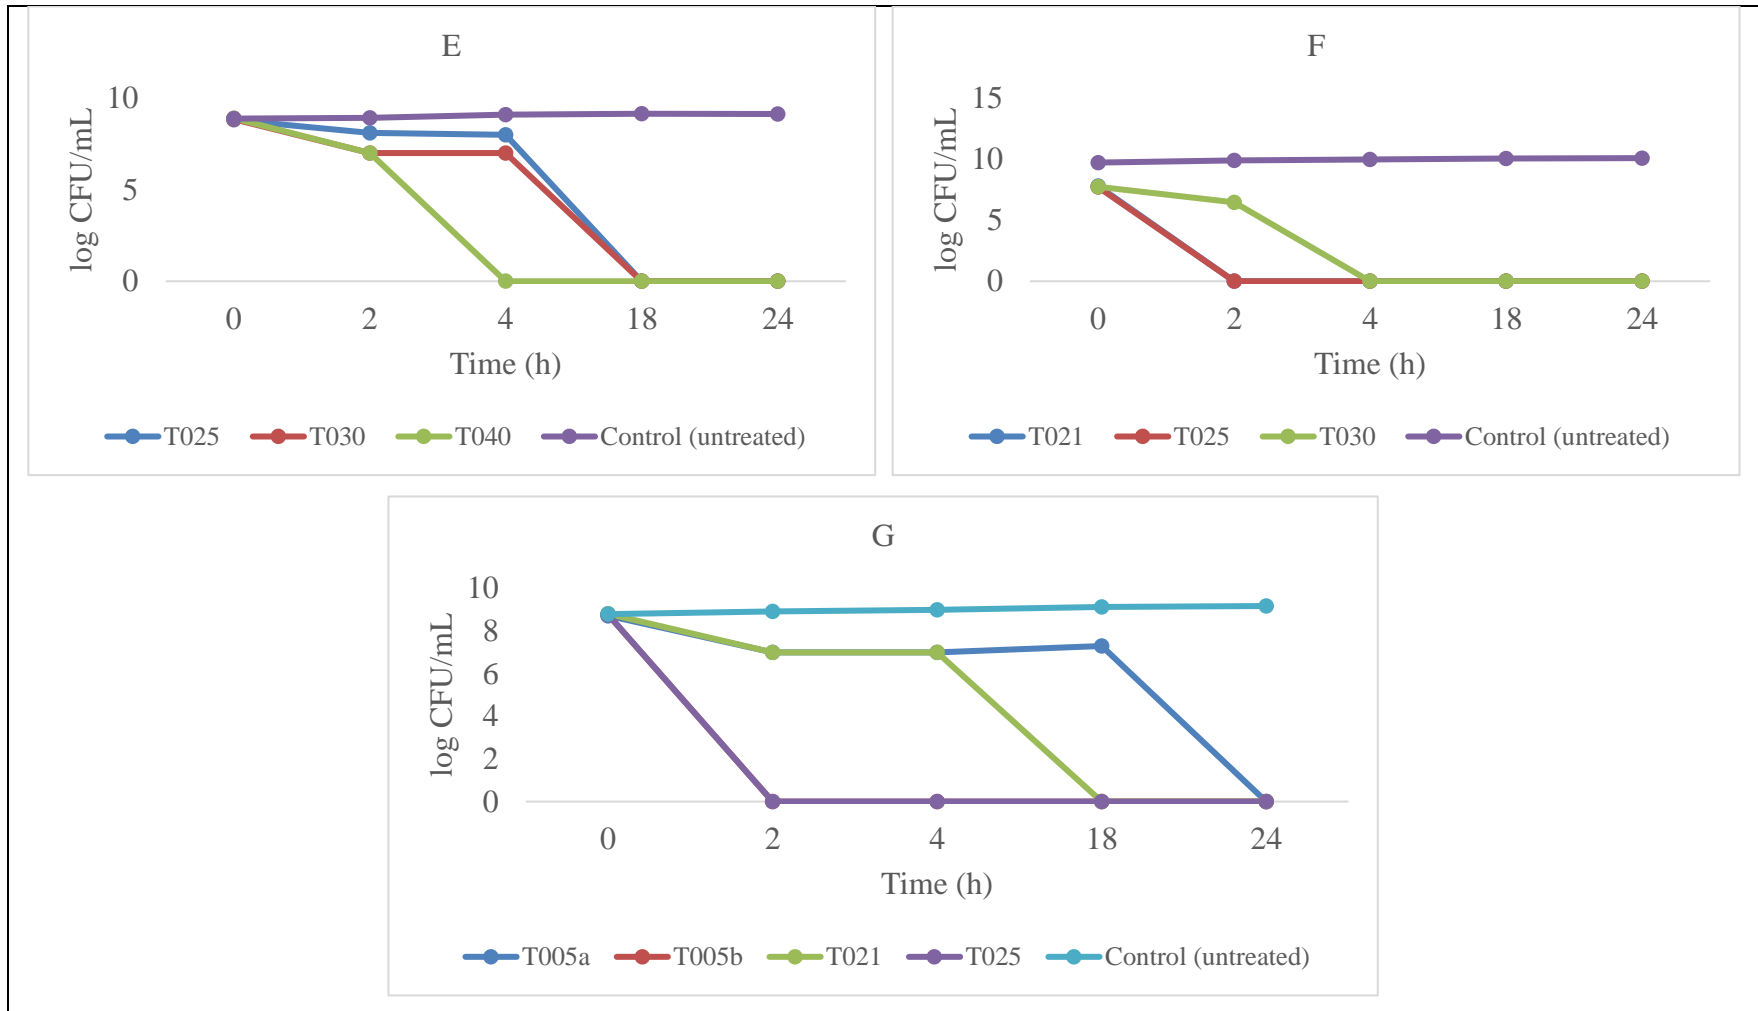 E
10
5
0
log CFU/mL
0 2 4 18 24
Time (h)
T025 T030 T040 Control (untreated)
F
15
10
5
0
log CFU/mL
0 2 4 18 24
Time (h)
T021 T025 T030 Control (untreated)
G
10
8
6
4
2
0
log CFU/mL
0 2 4 18 24
Time (h)
T005a T005b T021 T025 Control (untreated)